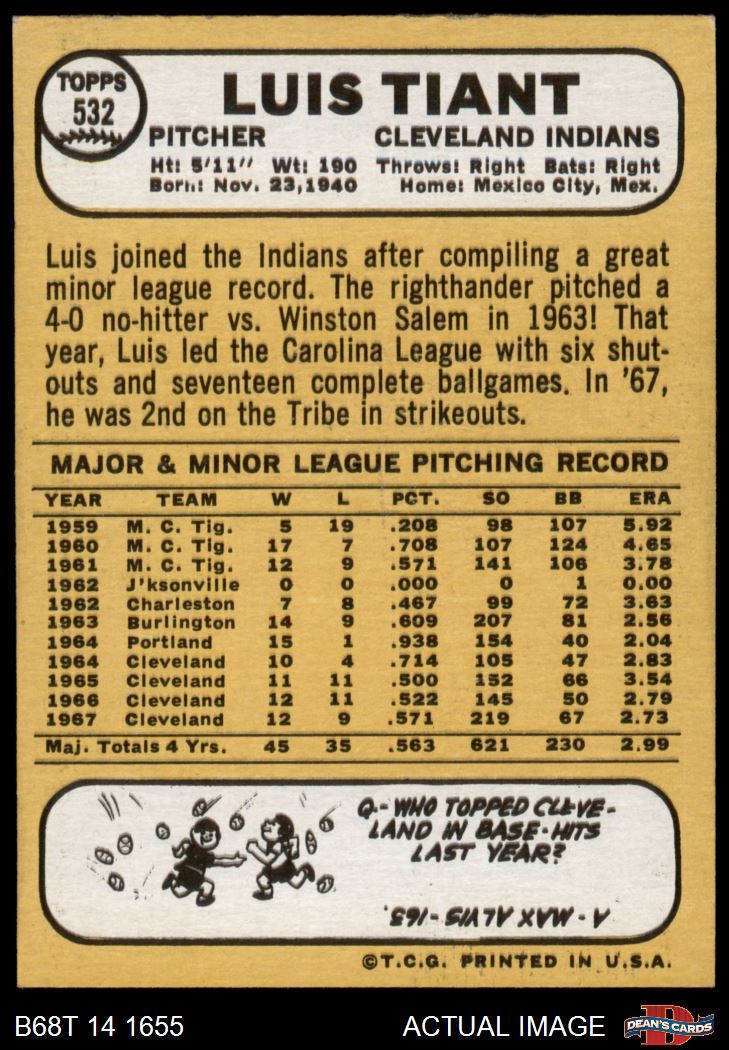 TOPPS
532
LUIS TIANT
PITCHER CLEVELAND INDIANS
Ht: 5'11" Wt: 190 Throws: Right Bats: Right
Born: Nov. 23,1940 Home: Mexico City, Mex.
Luis joined the Indians after compiling a great
minor league record. The righthander pitched a
4-0 no-hitter vs. Winston Salem in 1963! That
year, Luis led the Carolina League with six shut-
outs and seventeen complete ballgames. In '67,
he was 2nd on the Tribe in strikeouts.
MAJOR & MINOR LEAGUE PITCHING RECORD
YEAR TEAM W L PCT. SO BB ERA
1959 M. C. Tig. 5 19 .208 98 107 5.92
1960 M. C. Tig. 17 7 .708 107 124 4.65
1961 M. C. Tig. 12 9 .571 141 106 3.78
1962 J'ksonville 0 0 .000 0 1 0.00
1962 Charleston 7 8 .467 99 72 3.63
1963 Burlington 14 9 .609 207 81 2.56
1964 Portland 15 1 .938 154 40 2.04
1964 Cleveland 10 4 .714 105 47 2.83
1965 Cleveland 11 11 .500 152 66 3.54
1966 Cleveland 12 11 .522 145 50 2.79
1967 Cleveland 12 9 .571 219 67 2.73
Maj. Totals 4 Yrs. 45 35 .563 621 230 2.99
Q-WHO TOPPED CLEVE-
LAND IN BASE-HITS
LAST YEAR?
A-MAX ALVIS-163.
©T.C.G. PRINTED IN U.S.A.
B68T 14 1655 ACTUAL IMAGE DEAN'S CARDS